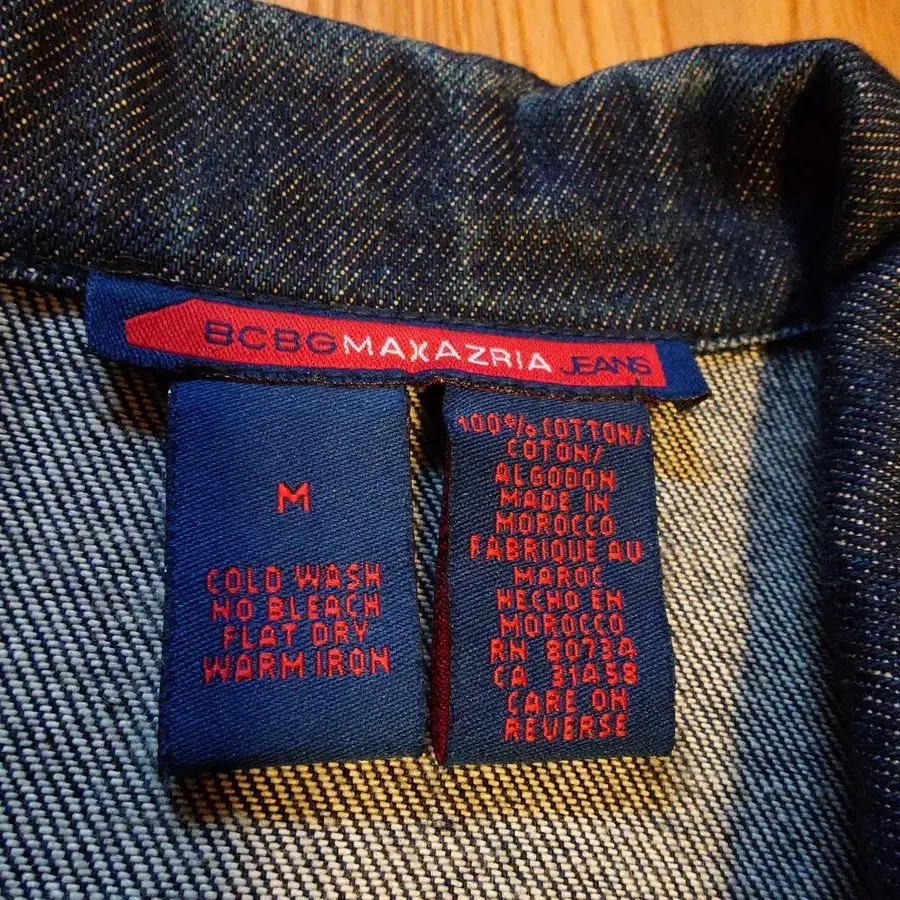 BCBGMAXAZRIA JEANS
M
COLD WASH
NO BLEACH
FLAT DRY
WARM IRON
100% COTTON/
COTON/
ALGODON
MADE IN
MOROCCO
FABRIQUE AU
MAROC
HECHO EN
MOROCCO
RN 80734
CA 31458
CARE ON
REVERSE